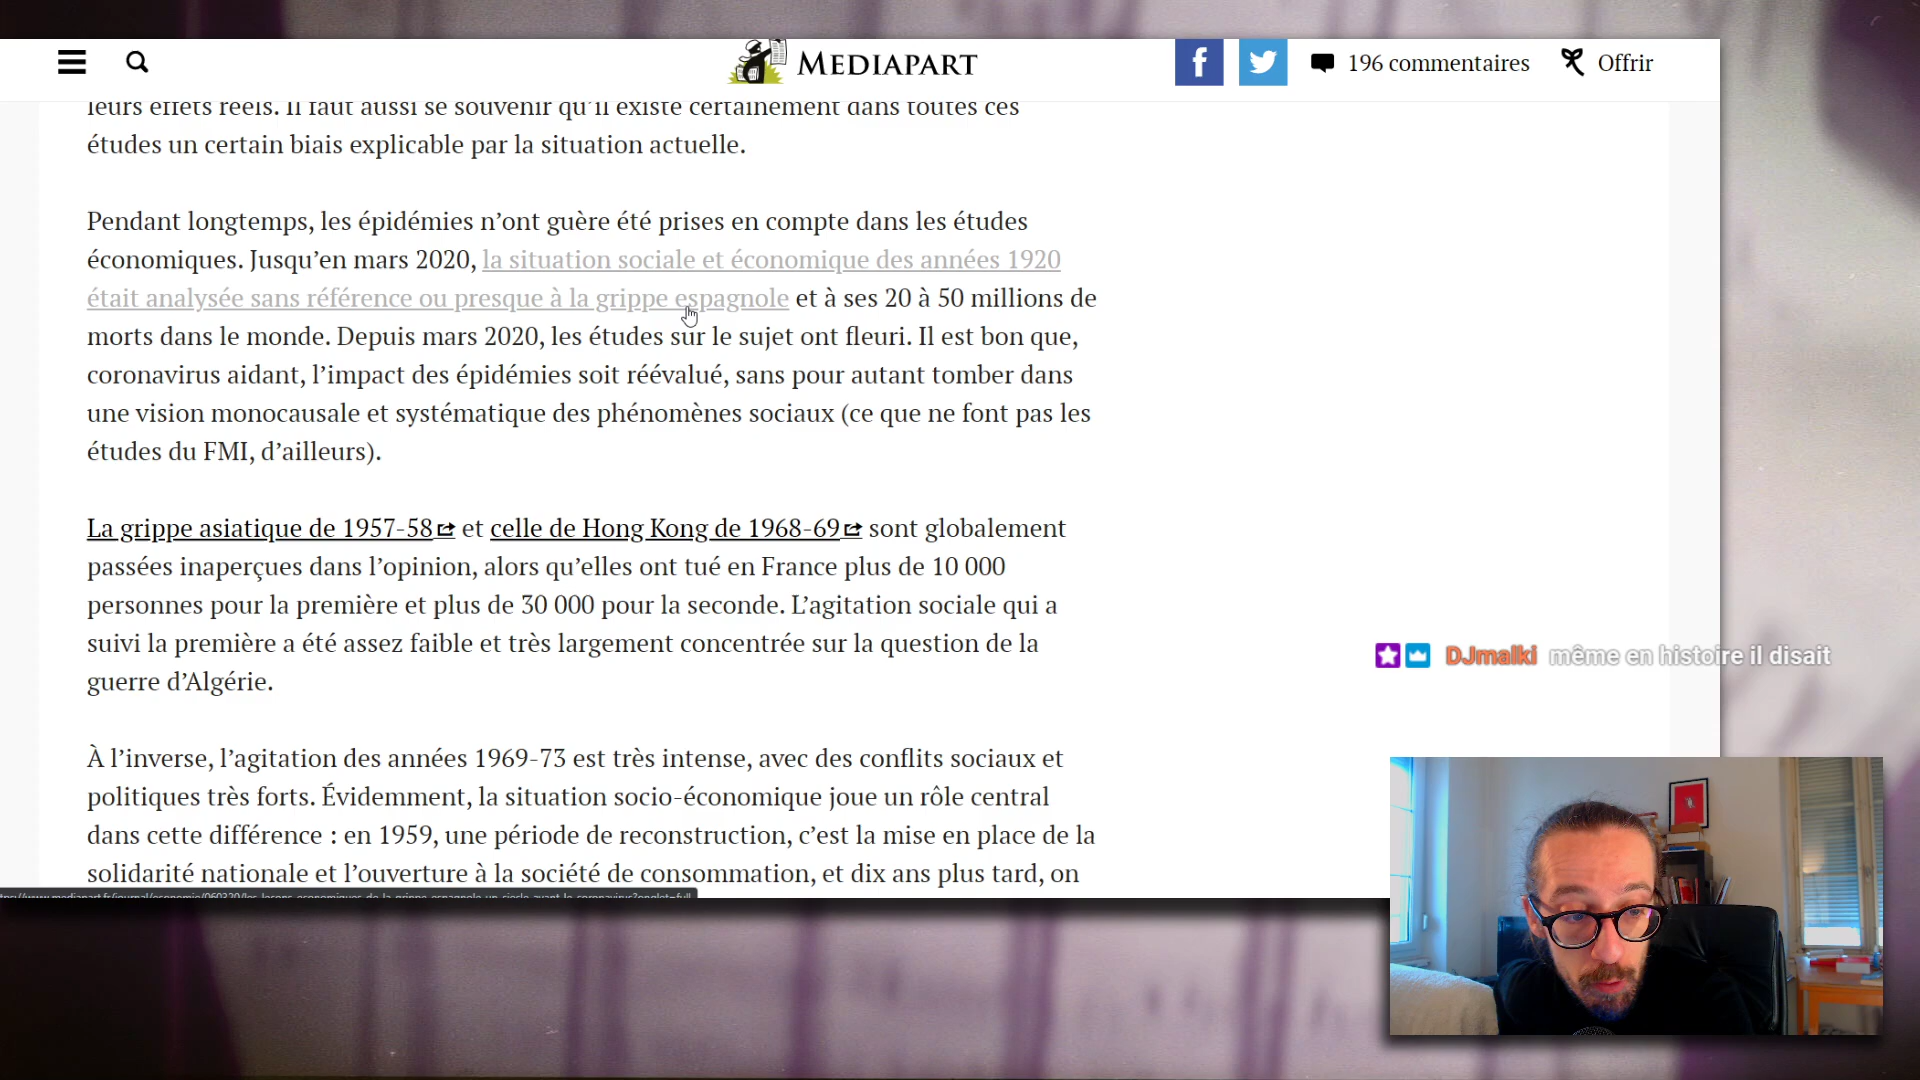 MEDIAPART
196 commentaires
Offrir
leurs effets réels. Il faut aussi se souvenir qu’il existe certainement dans toutes ces
études un certain biais explicable par la situation actuelle.
Pendant longtemps, les épidémies n’ont guère été prises en compte dans les études
économiques. Jusqu’en mars 2020, la situation sociale et économique des années 1920
était analysée sans référence ou presque à la grippe espagnole et à ses 20 à 50 millions de
morts dans le monde. Depuis mars 2020, les études sur le sujet ont fleuri. Il est bon que,
coronavirus aidant, l’impact des épidémies soit réévalué, sans pour autant tomber dans
une vision monocausale et systématique des phénomènes sociaux (ce que ne font pas les
études du FMI, d’ailleurs).
La grippe asiatique de 1957-58 et celle de Hong Kong de 1968-69 sont globalement
passées inaperçues dans l’opinion, alors qu’elles ont tué en France plus de 10 000
personnes pour la première et plus de 30 000 pour la seconde. L’agitation sociale qui a
suivi la première a été assez faible et très largement concentrée sur la question de la
guerre d’Algérie.
DJmalki même en histoire il disait
À l’inverse, l’agitation des années 1969-73 est très intense, avec des conflits sociaux et
politiques très forts. Évidemment, la situation socio-économique joue un rôle central
dans cette différence : en 1959, une période de reconstruction, c’est la mise en place de la
solidarité nationale et l’ouverture à la société de consommation, et dix ans plus tard, on